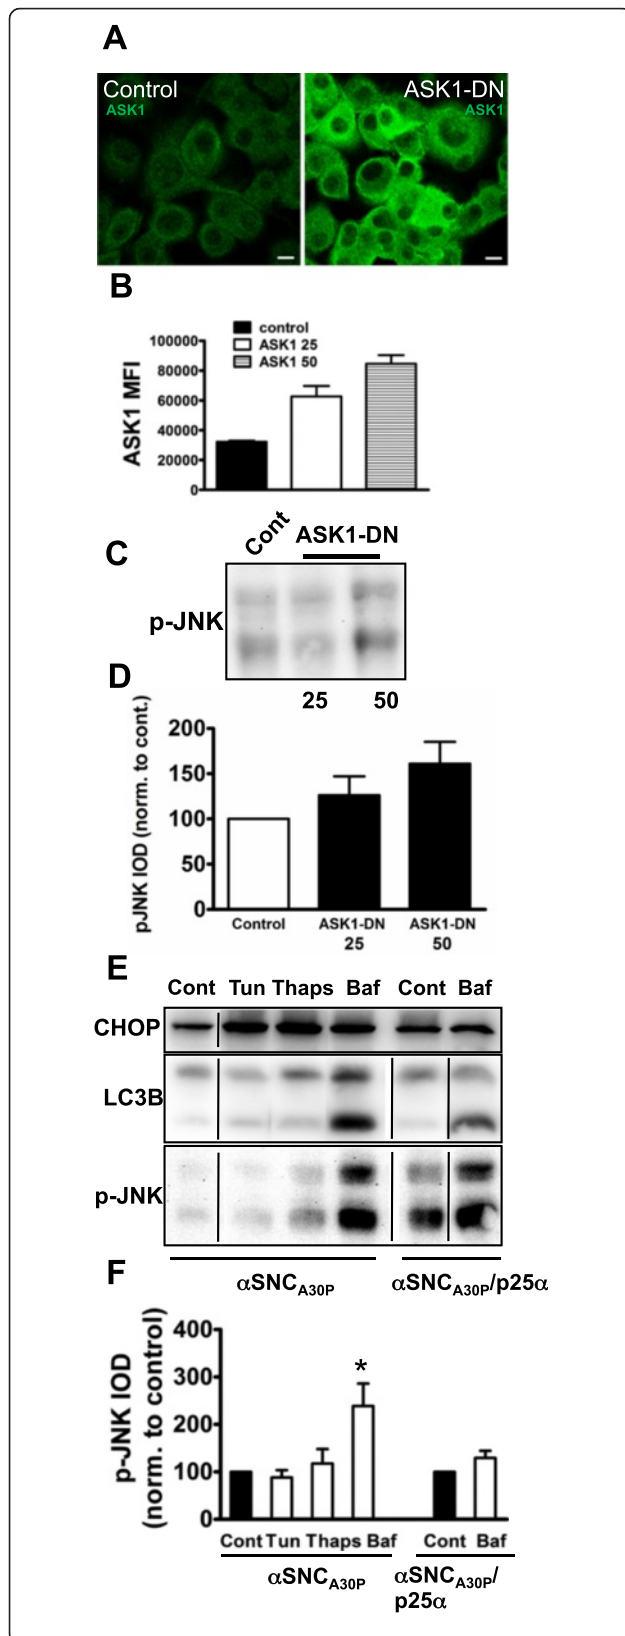 A
Control
ASK1
ASK1-DN
ASK1
B
control
ASK1 25
ASK1 50
ASK1 MFI
100000
80000
60000
40000
20000
0
C
Cont
ASK1-DN
p-JNK
25 50
D
pJNK IOD (norm. to cont.)
200
150
100
50
0
Control
ASK1-DN
25
ASK1-DN
50
E
Cont Tun Thaps Baf Cont Baf
CHOP
LC3B
p-JNK
αSNCA30P
αSNCA30P/p25α
F
p-JNK IOD
(norm. to control)
400
300
200
100
0
*
Cont Tun Thaps Baf Cont Baf
αSNCA30P
αSNCA30P/
p25α